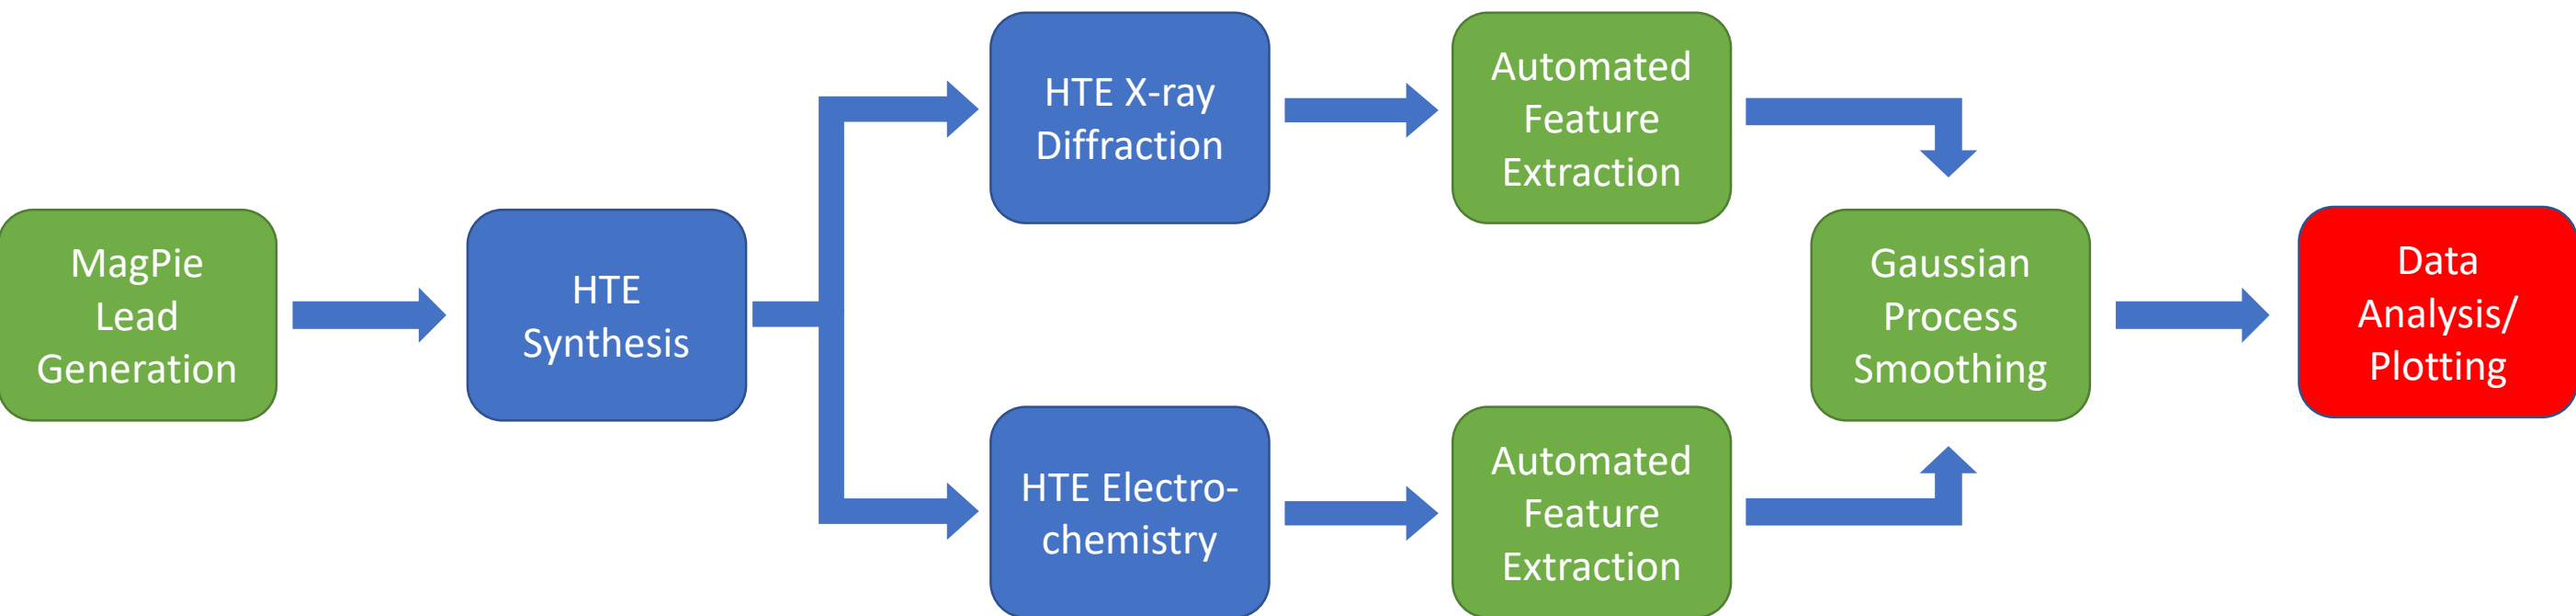 MagPie
Lead
Generation
HTE
Synthesis
HTE X-ray
Diffraction
Automated
Feature
Extraction
HTE Electro-
chemistry
Automated
Feature
Extraction
Gaussian
Process
Smoothing
Data
Analysis/
Plotting